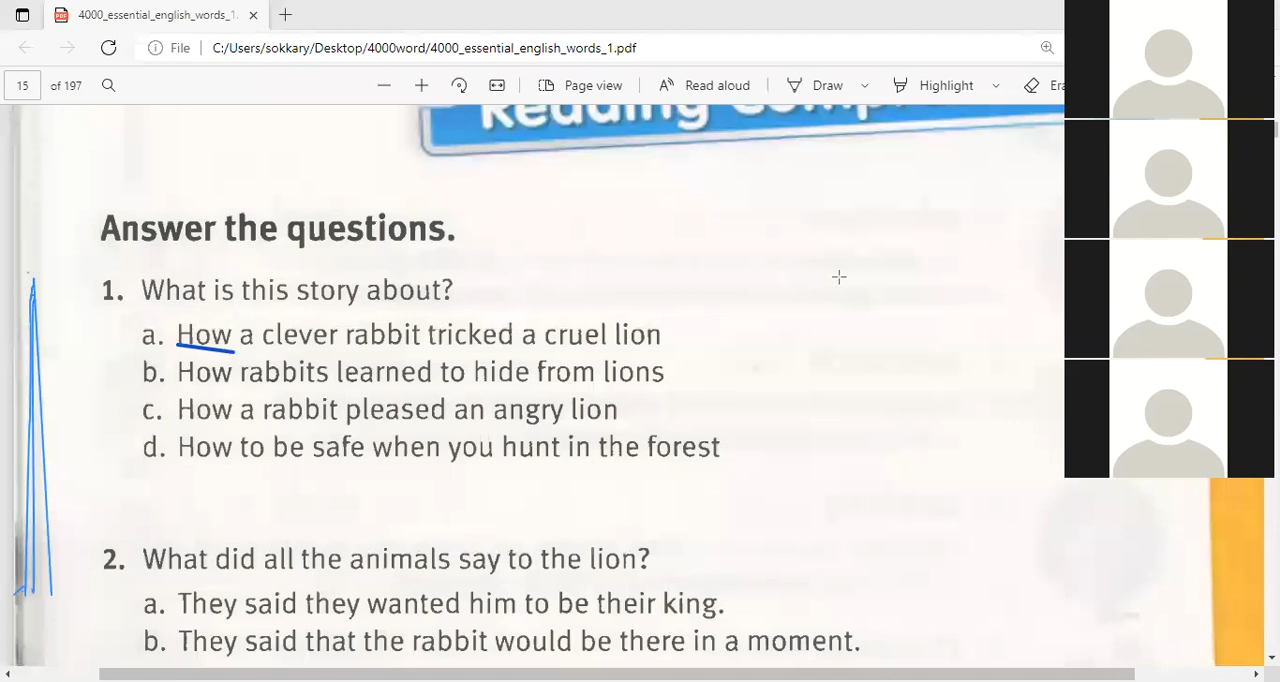 4000_essential_english_words_1.
File C:/Users/sokkary/Desktop/4000word/4000_essential_english_words_1.pdf
15 of 197 Page view Read aloud Draw Highlight
Reading
Answer the questions.
1. What is this story about?
a. How a clever rabbit tricked a cruel lion
b. How rabbits learned to hide from lions
c. How a rabbit pleased an angry lion
d. How to be safe when you hunt in the forest
2. What did all the animals say to the lion?
a. They said they wanted him to be their king.
b. They said that the rabbit would be there in a moment.